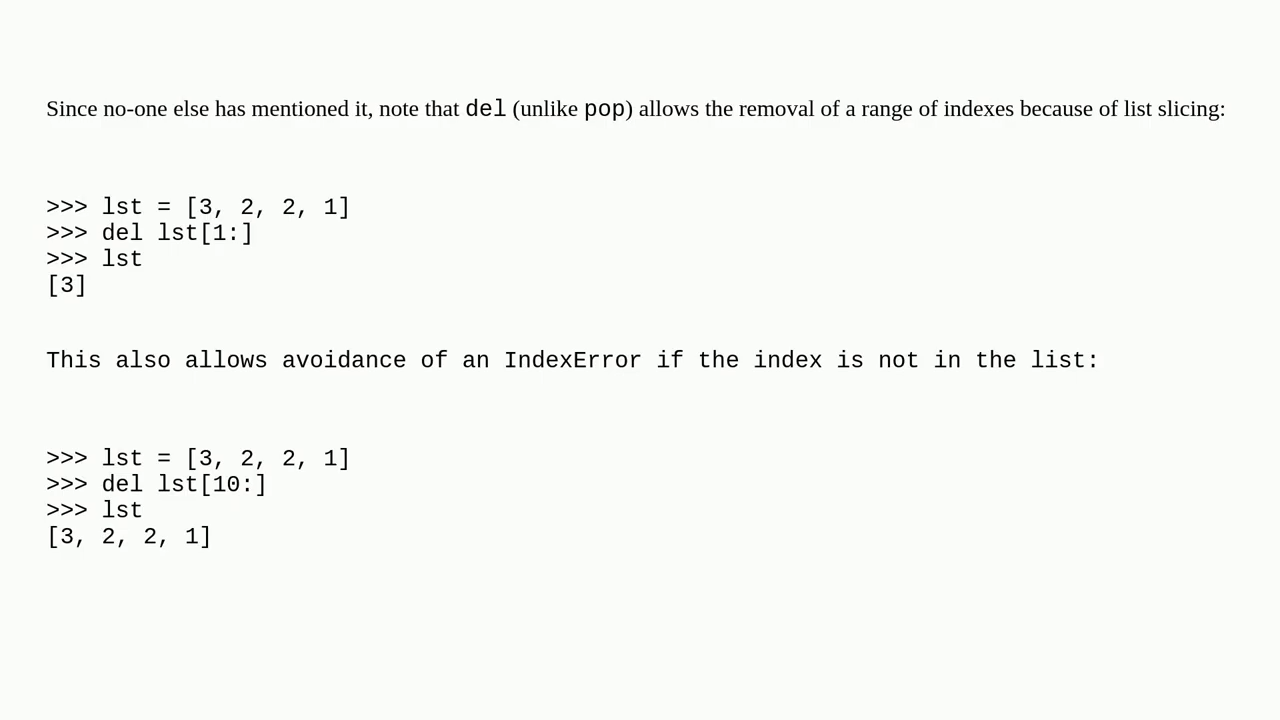 Since no-one else has mentioned it, note that del (unlike pop) allows the removal of a range of indexes because of list slicing:
>>> lst = [3, 2, 2, 1]
>>> del lst[1:]
>>> lst
[3]
This also allows avoidance of an IndexError if the index is not in the list:
>>> lst = [3, 2, 2, 1]
>>> del lst[10:]
>>> lst
[3, 2, 2, 1]